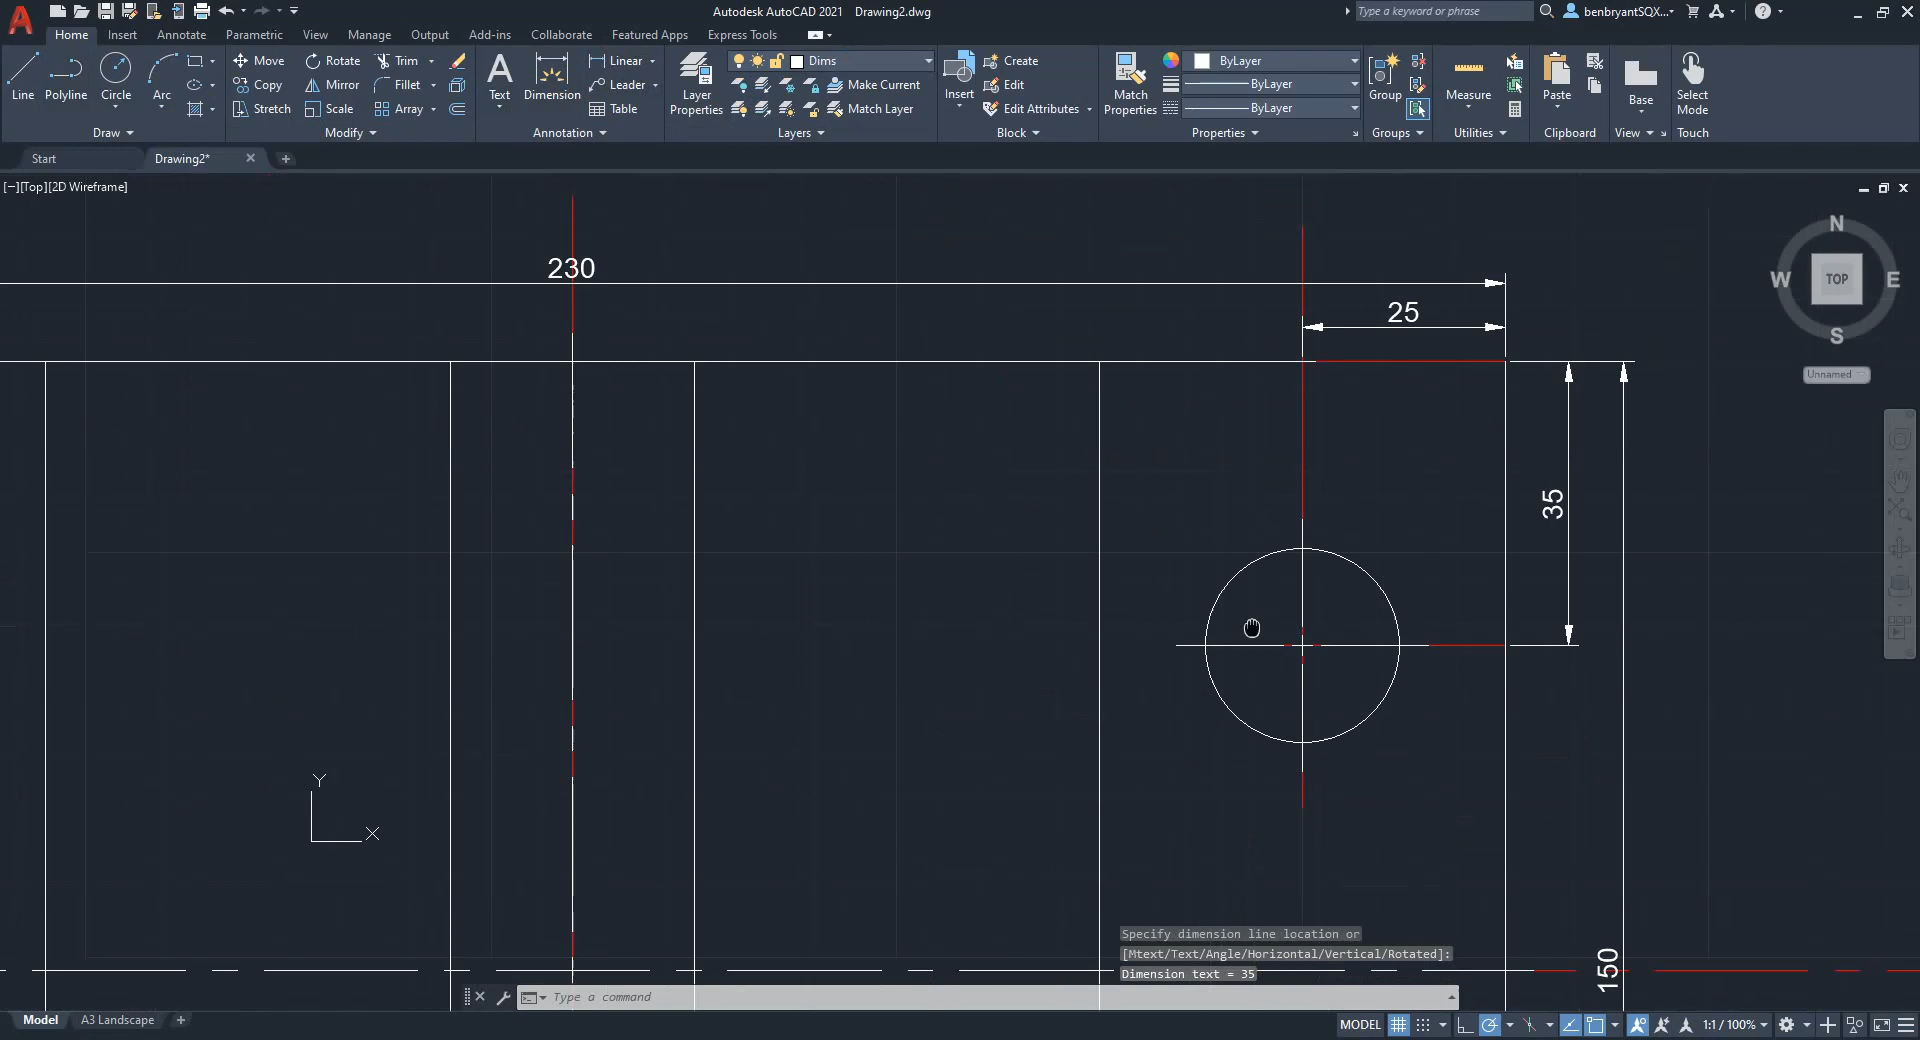 Autodesk AutoCAD 2021 Drawing2.dwg
Type a keyword or phrase
benbryantSQX...
Home Insert Annotate Parametric View Manage Output Add-ins Collaborate Featured Apps Express Tools
Line Polyline Circle Arc
Draw
Move Rotate Trim
Copy Mirror Fillet
Stretch Scale Array
Modify
Text Dimension
Linear
Leader
Table
Annotation
Layer Properties
Dims
Make Current
Match Layer
Layers
Insert
Create
Edit
Edit Attributes
Block
Match Properties
ByLayer
ByLayer
ByLayer
Properties
Group
Groups
Measure
Utilities
Paste
Clipboard
Base
View
Select Mode
Touch
Start Drawing2*
[−][Top][2D Wireframe]
N
W TOP E
S
Unnamed
230
25
35
150
Y
X
Specify dimension line location or
[Mtext/Text/Angle/Horizontal/Vertical/Rotated]:
Dimension text = 35
Type a command
Model A3 Landscape
MODEL 1:1 / 100%